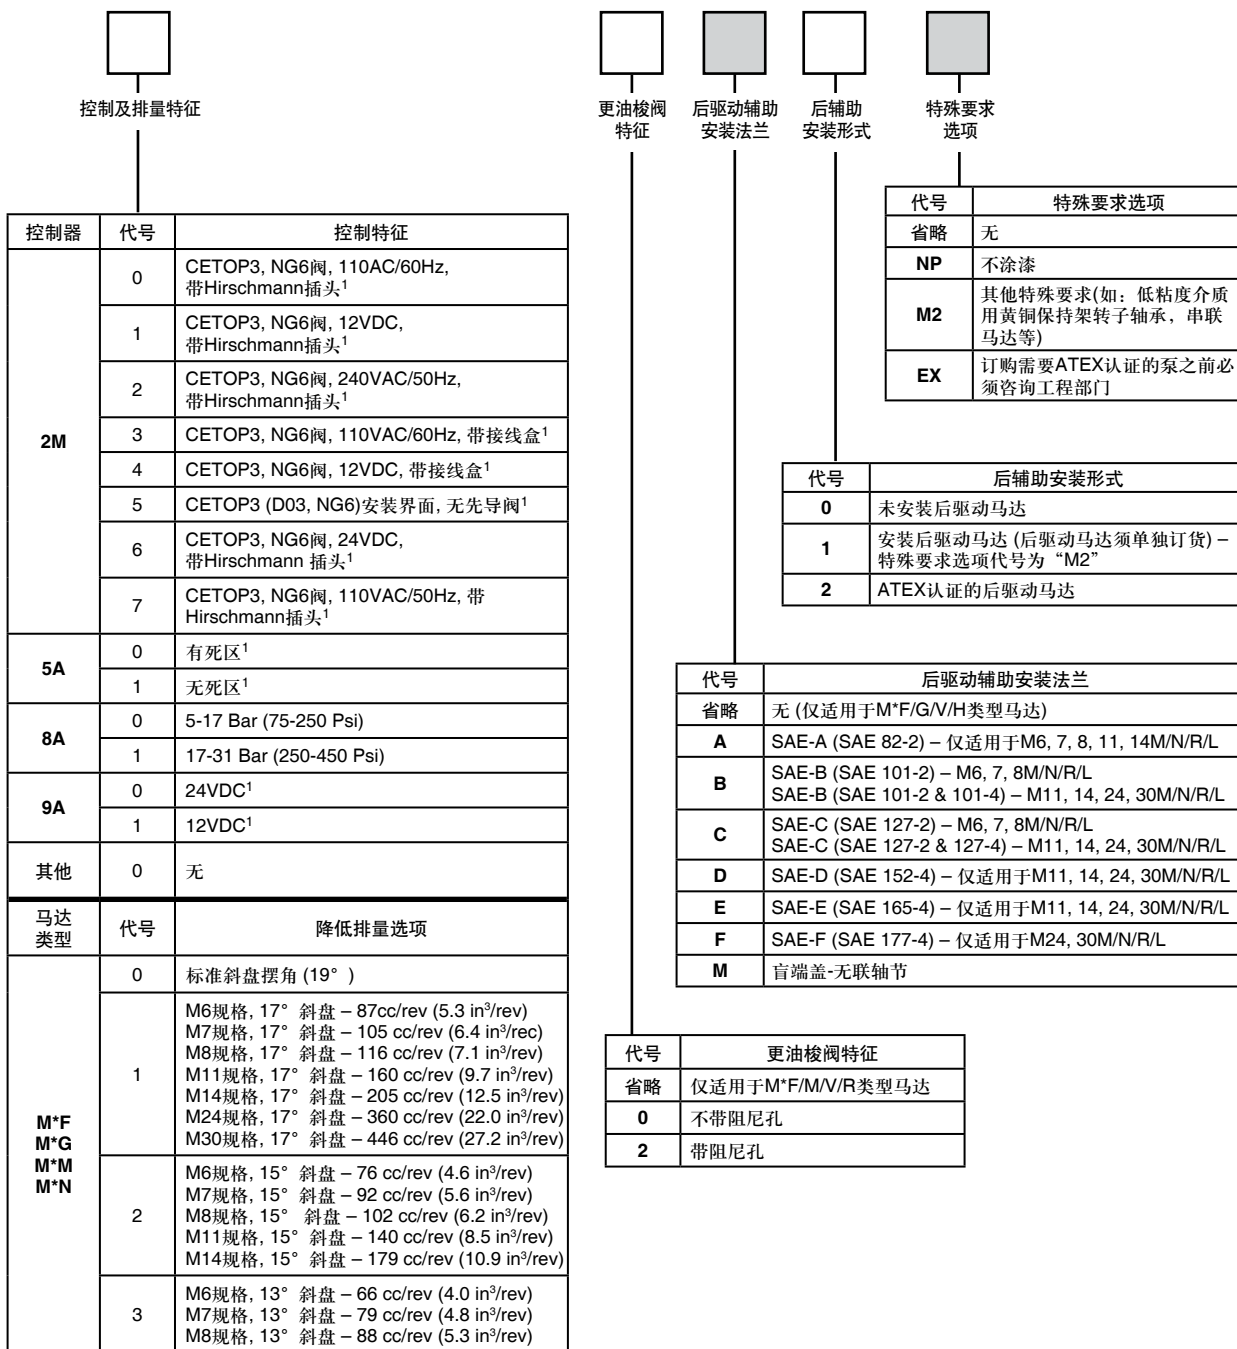 控制及排量特征
更油梭阀
特征
后驱动辅助
安装法兰
后辅助
安装形式
特殊要求
选项
控制器 代号 控制特征
2M
0 CETOP3, NG6阀, 110AC/60Hz,
带Hirschmann插头1
1 CETOP3, NG6阀, 12VDC,
带Hirschmann插头1
2 CETOP3, NG6阀, 240VAC/50Hz,
带Hirschmann插头1
3 CETOP3, NG6阀, 110VAC/60Hz, 带接线盒1
4 CETOP3, NG6阀, 12VDC, 带接线盒1
5 CETOP3 (D03, NG6)安装界面, 无先导阀1
6 CETOP3, NG6阀, 24VDC,
带Hirschmann 插头1
7 CETOP3, NG6阀, 110VAC/50Hz, 带
Hirschmann插头1
5A
0 有死区1
1 无死区1
8A
0 5-17 Bar (75-250 Psi)
1 17-31 Bar (250-450 Psi)
9A
0 24VDC1
1 12VDC1
其他 0 无
马达
类型
代号 降低排量选项
M*F
M*G
M*M
M*N
0 标准斜盘摆角 (19°)
1
M6规格, 17° 斜盘 – 87cc/rev (5.3 in³/rev)
M7规格, 17° 斜盘 – 105 cc/rev (6.4 in³/rec)
M8规格, 17° 斜盘 – 116 cc/rev (7.1 in³/rev)
M11规格, 17° 斜盘 – 160 cc/rev (9.7 in³/rev)
M14规格, 17° 斜盘 – 205 cc/rev (12.5 in³/rev)
M24规格, 17° 斜盘 – 360 cc/rev (22.0 in³/rev)
M30规格, 17° 斜盘 – 446 cc/rev (27.2 in³/rev)
2
M6规格, 15° 斜盘 – 76 cc/rev (4.6 in³/rev)
M7规格, 15° 斜盘 – 92 cc/rev (5.6 in³/rev)
M8规格, 15° 斜盘 – 102 cc/rev (6.2 in³/rev)
M11规格, 15° 斜盘 – 140 cc/rev (8.5 in³/rev)
M14规格, 15° 斜盘 – 179 cc/rev (10.9 in³/rev)
3
M6规格, 13° 斜盘 – 66 cc/rev (4.0 in³/rev)
M7规格, 13° 斜盘 – 79 cc/rev (4.8 in³/rev)
M8规格, 13° 斜盘 – 88 cc/rev (5.3 in³/rev)
代号 特殊要求选项
省略 无
NP 不涂漆
M2 其他特殊要求(如：低粘度介质
用黄铜保持架转子轴承，串联
马达等)
EX 订购需要ATEX认证的泵之前必
须咨询工程部门
代号 后辅助安装形式
0 未安装后驱动马达
1 安装后驱动马达 (后驱动马达须单独订货) –
特殊要求选项代号为“M2”
2 ATEX认证的后驱动马达
代号 后驱动辅助安装法兰
省略 无 (仅适用于M*F/G/V/H类型马达)
A SAE-A (SAE 82-2) – 仅适用于M6, 7, 8, 11, 14M/N/R/L
B SAE-B (SAE 101-2) – M6, 7, 8M/N/R/L
SAE-B (SAE 101-2 & 101-4) – M11, 14, 24, 30M/N/R/L
C SAE-C (SAE 127-2) – M6, 7, 8M/N/R/L
SAE-C (SAE 127-2 & 127-4) – M11, 14, 24, 30M/N/R/L
D SAE-D (SAE 152-4) – 仅适用于M11, 14, 24, 30M/N/R/L
E SAE-E (SAE 165-4) – 仅适用于M11, 14, 24, 30M/N/R/L
F SAE-F (SAE 177-4) – 仅适用于M24, 30M/N/R/L
M 盲端盖-无联轴节
代号 更油梭阀特征
省略 仅适用于M*F/M/V/R类型马达
0 不带阻尼孔
2 带阻尼孔